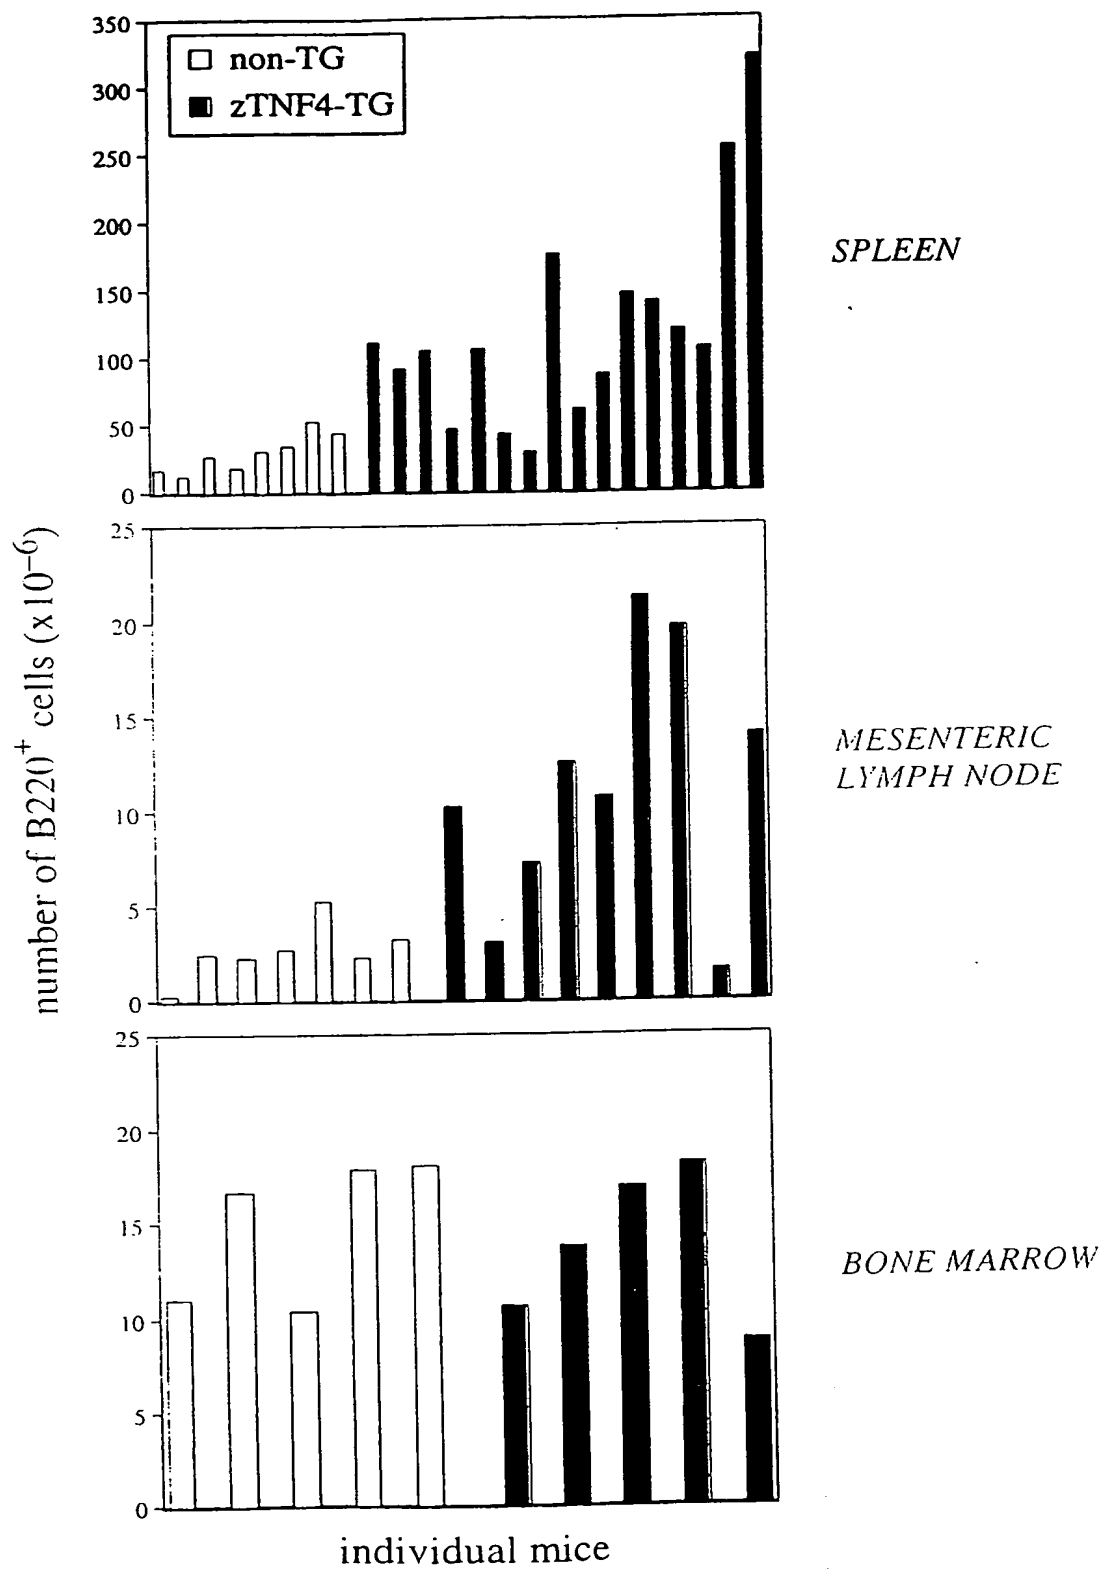 350
300
250
200
150
100
50
0
non-TG
zTNF4-TG
SPLEEN
number of B220+ cells (x10−6)
25
20
15
10
5
0
MESENTERIC
LYMPH NODE
25
20
15
10
5
0
BONE MARROW
individual mice